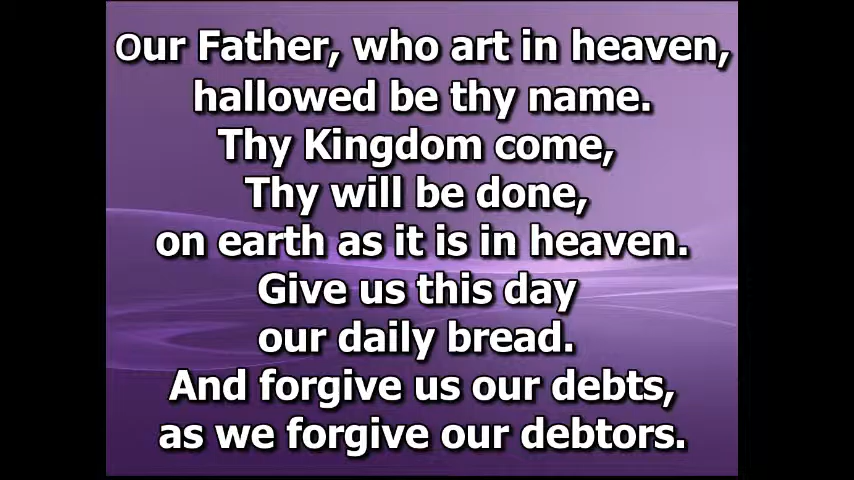 Our Father, who art in heaven,
hallowed be thy name.
Thy Kingdom come,
Thy will be done,
on earth as it is in heaven.
Give us this day
our daily bread.
And forgive us our debts,
as we forgive our debtors.